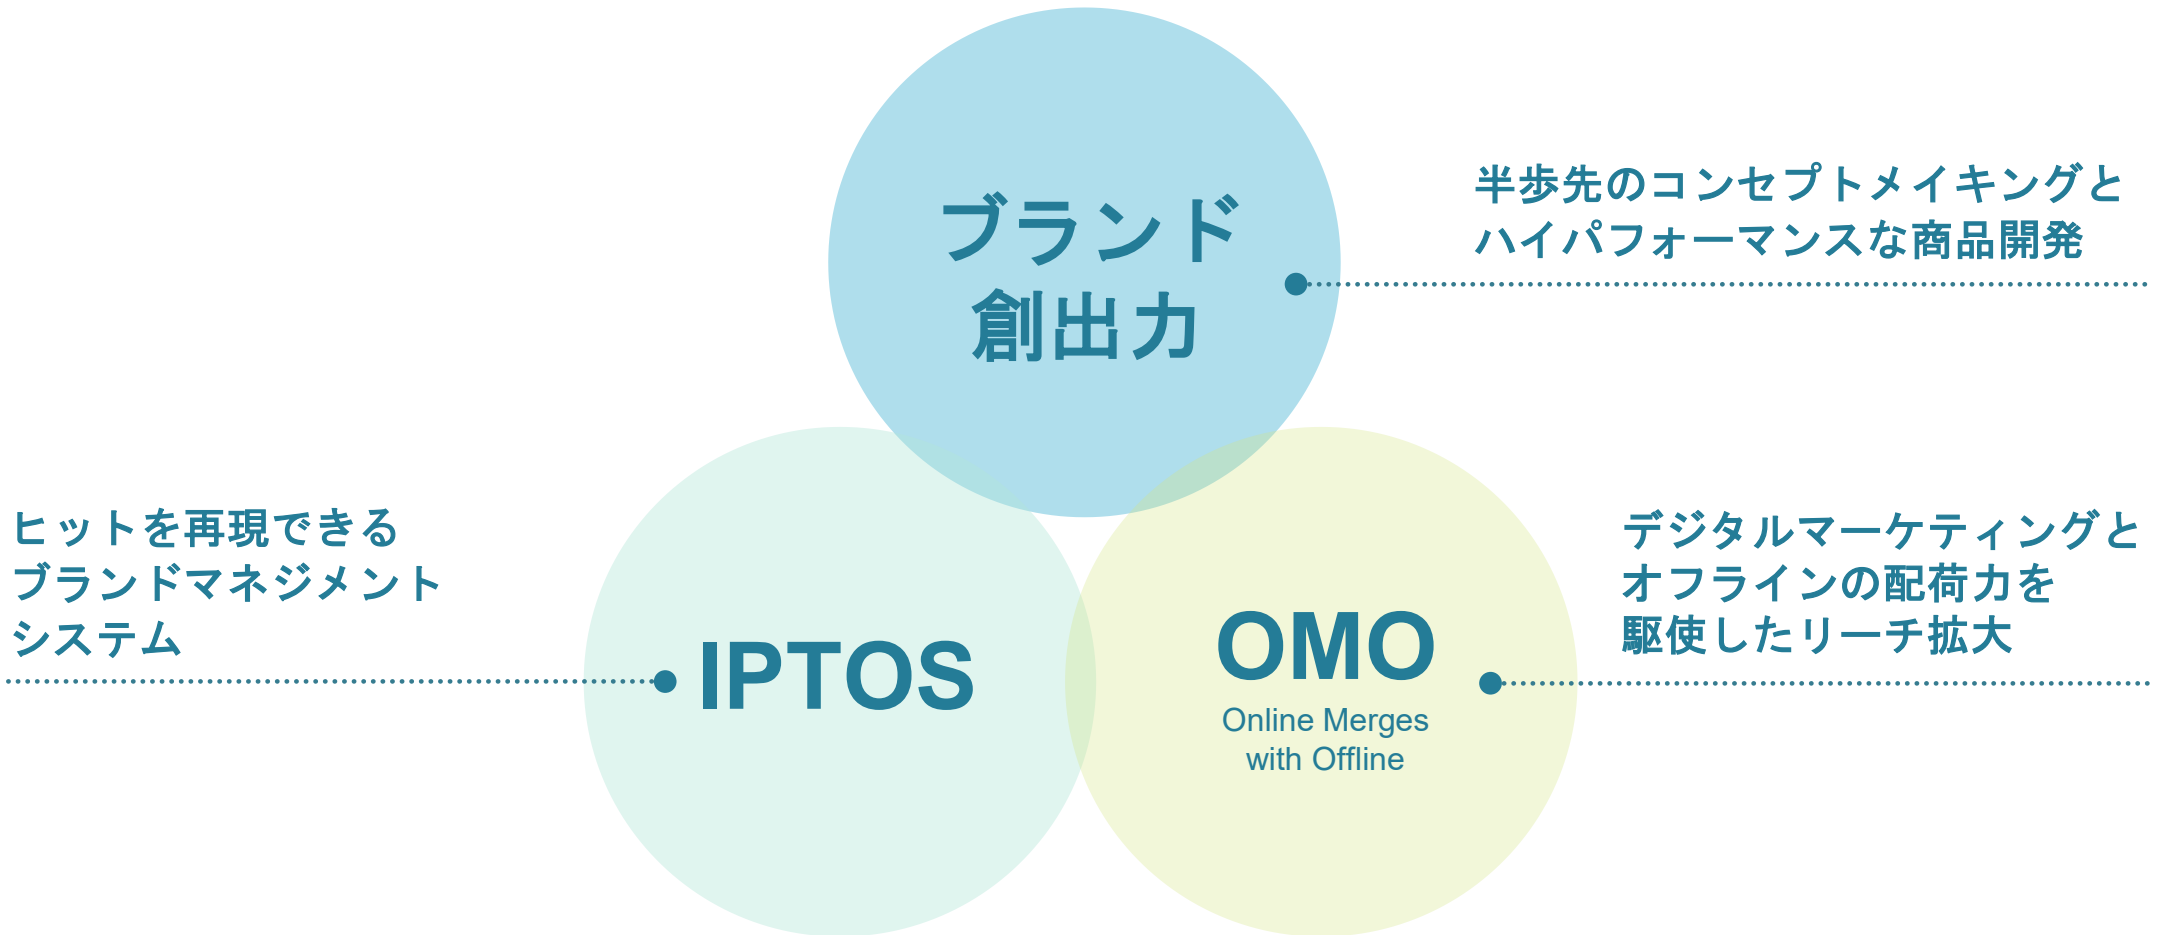 ブランド
創出力
半歩先のコンセプトメイキングと
ハイパフォーマンスな商品開発
ヒットを再現できる
ブランドマネジメント
システム
IPTOS
OMO
Online Merges
with Offline
デジタルマーケティングと
オフラインの配荷力を
駆使したリーチ拡大